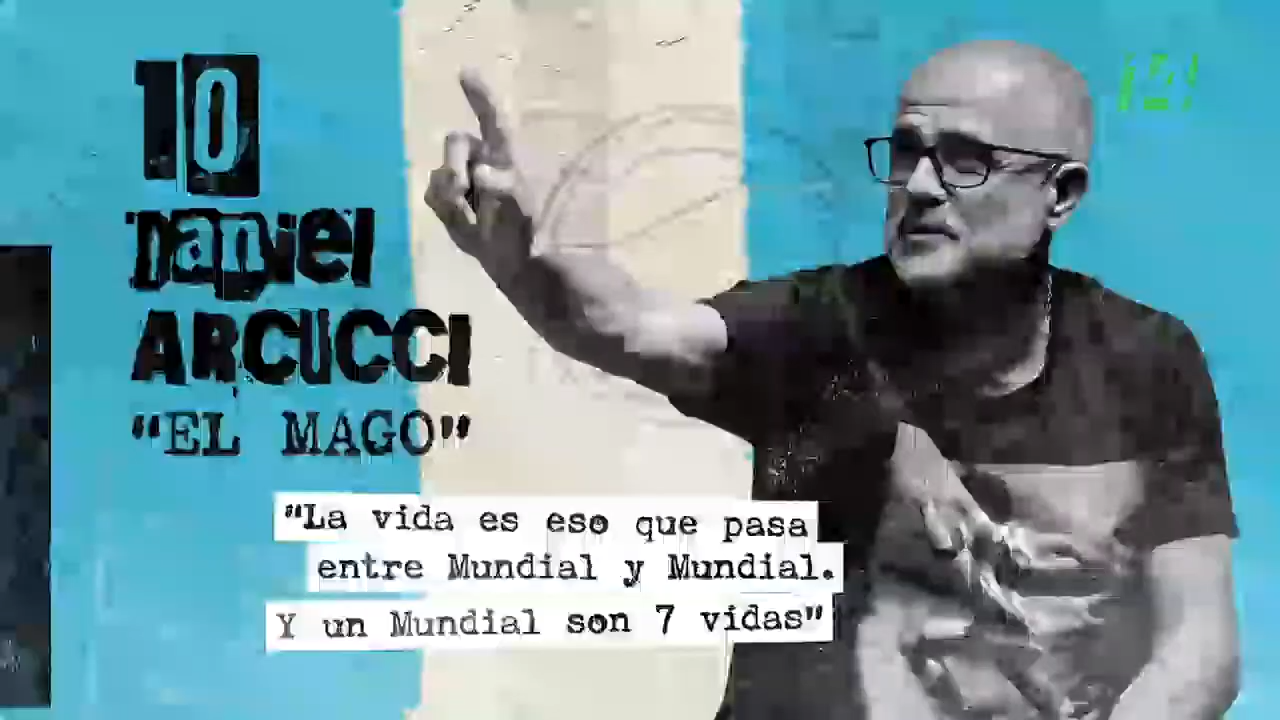 10
Daniel
ARCUCCI
"EL MAGO"
"La vida es eso que pasa
entre Mundial y Mundial.
Y un Mundial son 7 vidas"